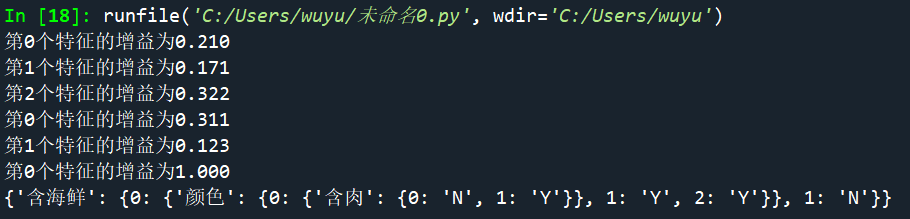 In [18]: runfile('C:/Users/wuyu/未命名0.py', wdir='C:/Users/wuyu')
第0个特征的增益为0.210
第1个特征的增益为0.171
第2个特征的增益为0.322
第0个特征的增益为0.311
第1个特征的增益为0.123
第0个特征的增益为1.000
{'含海鲜': {0: {'颜色': {0: {'含肉': {0: 'N', 1: 'Y'}}, 1: 'Y', 2: 'Y'}}, 1: 'N'}}